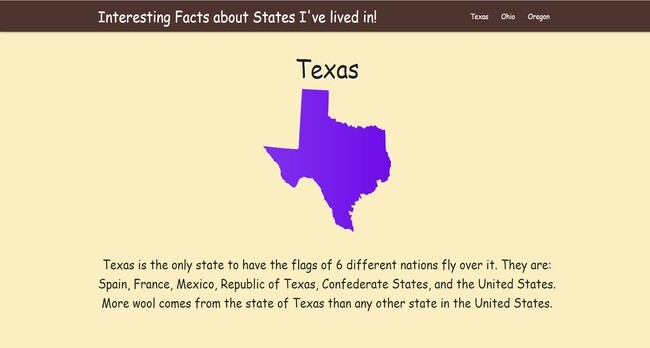 Interesting Facts about States I've lived in!
Texas Ohio Oregon
Texas
Texas is the only state to have the flags of 6 different nations fly over it. They are:
Spain, France, Mexico, Republic of Texas, Confederate States, and the United States.
More wool comes from the state of Texas than any other state in the United States.